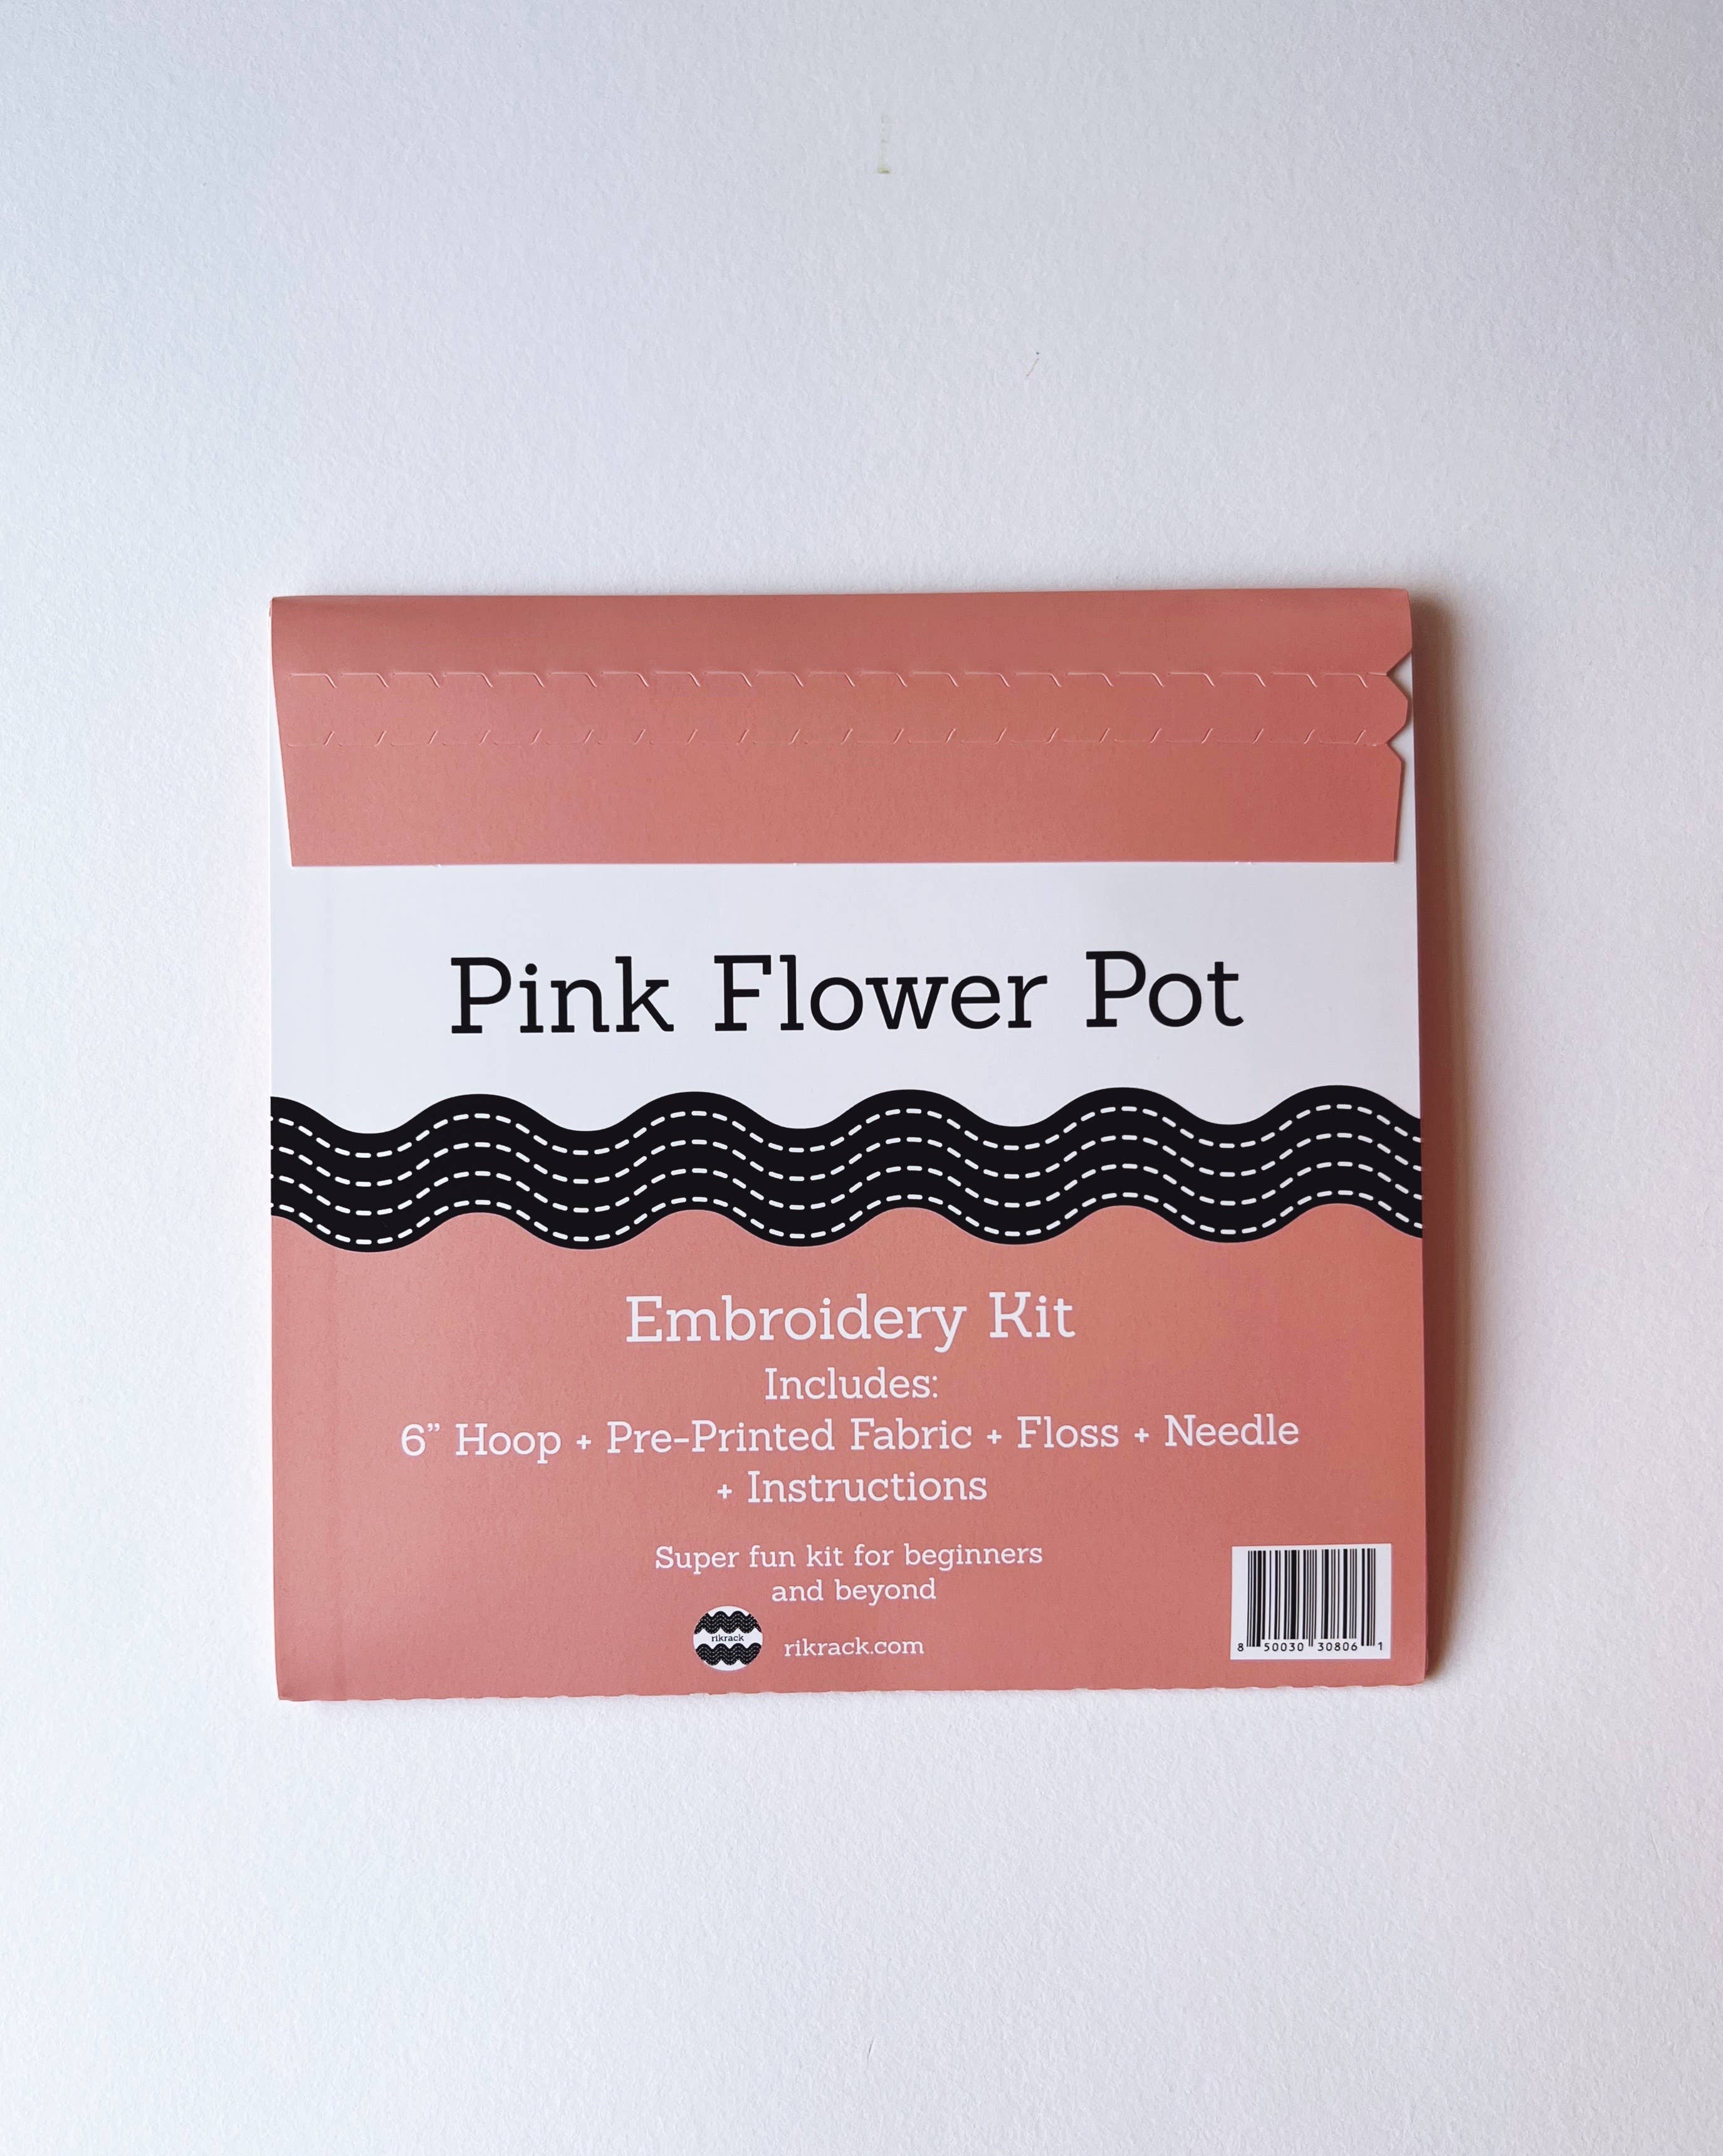 Pink Flower Pot
Embroidery Kit
Includes:
6” Hoop + Pre-Printed Fabric + Floss + Needle
+ Instructions
Super fun kit for beginners
and beyond
rikrack
rikrack.com
8 50030 30806 1